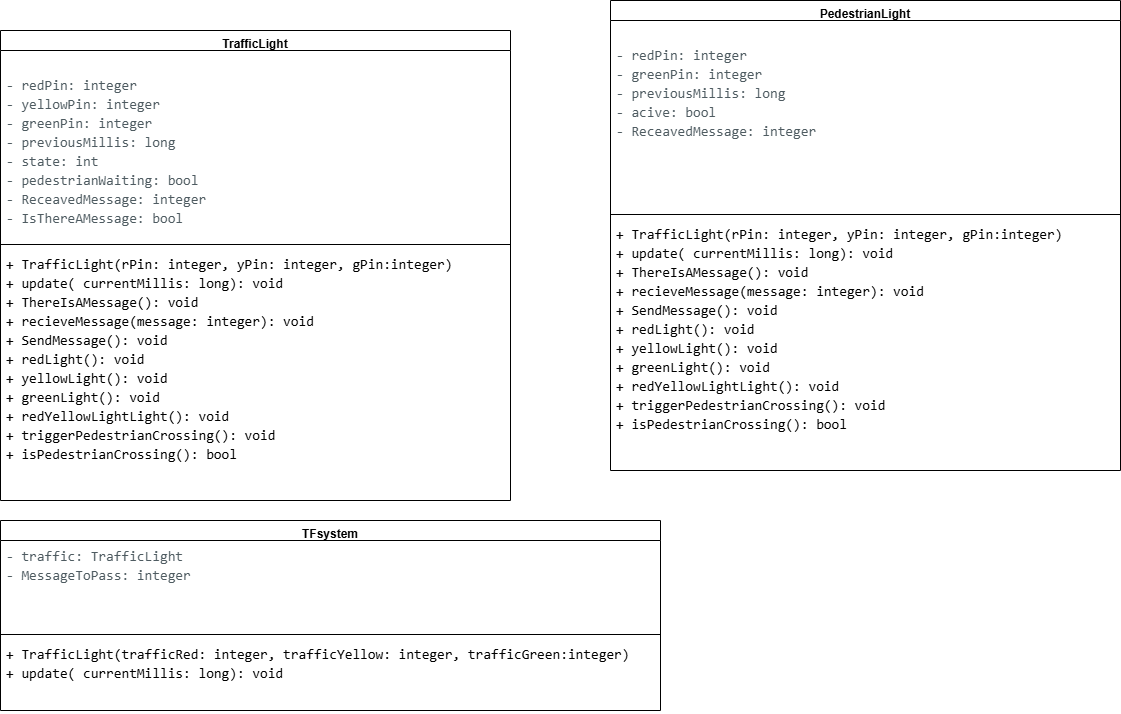 TrafficLight
- redPin: integer
- yellowPin: integer
- greenPin: integer
- previousMillis: long
- state: int
- pedestrianWaiting: bool
- ReceavedMessage: integer
- IsThereAMessage: bool
+ TrafficLight(rPin: integer, yPin: integer, gPin:integer)
+ update( currentMillis: long): void
+ ThereIsAMessage(): void
+ recieveMessage(message: integer): void
+ SendMessage(): void
+ redLight(): void
+ yellowLight(): void
+ greenLight(): void
+ redYellowLightLight(): void
+ triggerPedestrianCrossing(): void
+ isPedestrianCrossing(): bool
PedestrianLight
- redPin: integer
- greenPin: integer
- previousMillis: long
- acive: bool
- ReceavedMessage: integer
+ TrafficLight(rPin: integer, yPin: integer, gPin:integer)
+ update( currentMillis: long): void
+ ThereIsAMessage(): void
+ recieveMessage(message: integer): void
+ SendMessage(): void
+ redLight(): void
+ yellowLight(): void
+ greenLight(): void
+ redYellowLightLight(): void
+ triggerPedestrianCrossing(): void
+ isPedestrianCrossing(): bool
TFsystem
- traffic: TrafficLight
- MessageToPass: integer
+ TrafficLight(trafficRed: integer, trafficYellow: integer, trafficGreen:integer)
+ update( currentMillis: long): void